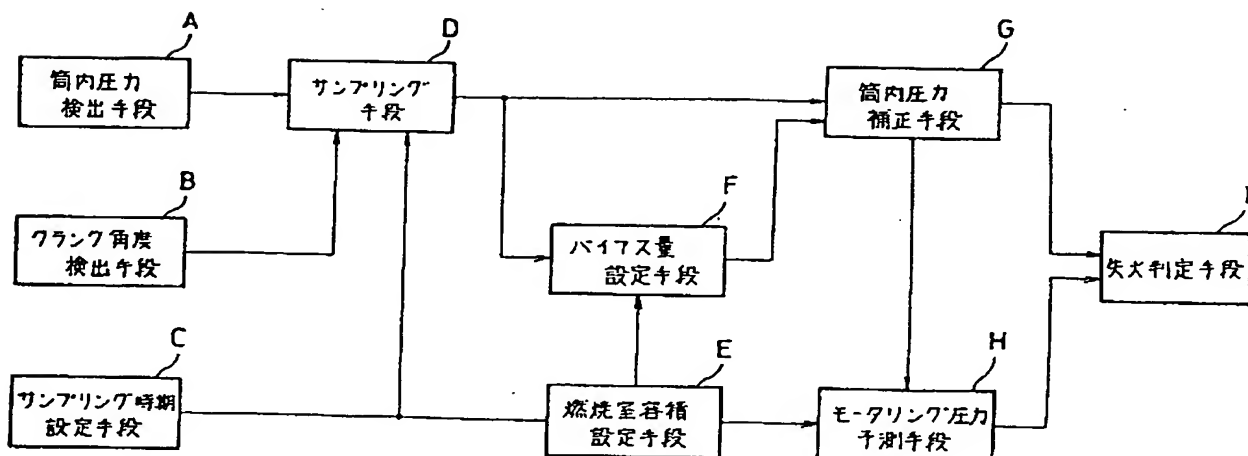 A
筒内圧力
検出手段
D
サンプリング
手段
G
筒内圧力
補正手段
B
クランク角度
検出手段
F
バイアス量
設定手段
I
失火判定手段
C
サンプリング時期
設定手段
E
燃焼室容積
設定手段
H
モータリング圧力
予測手段